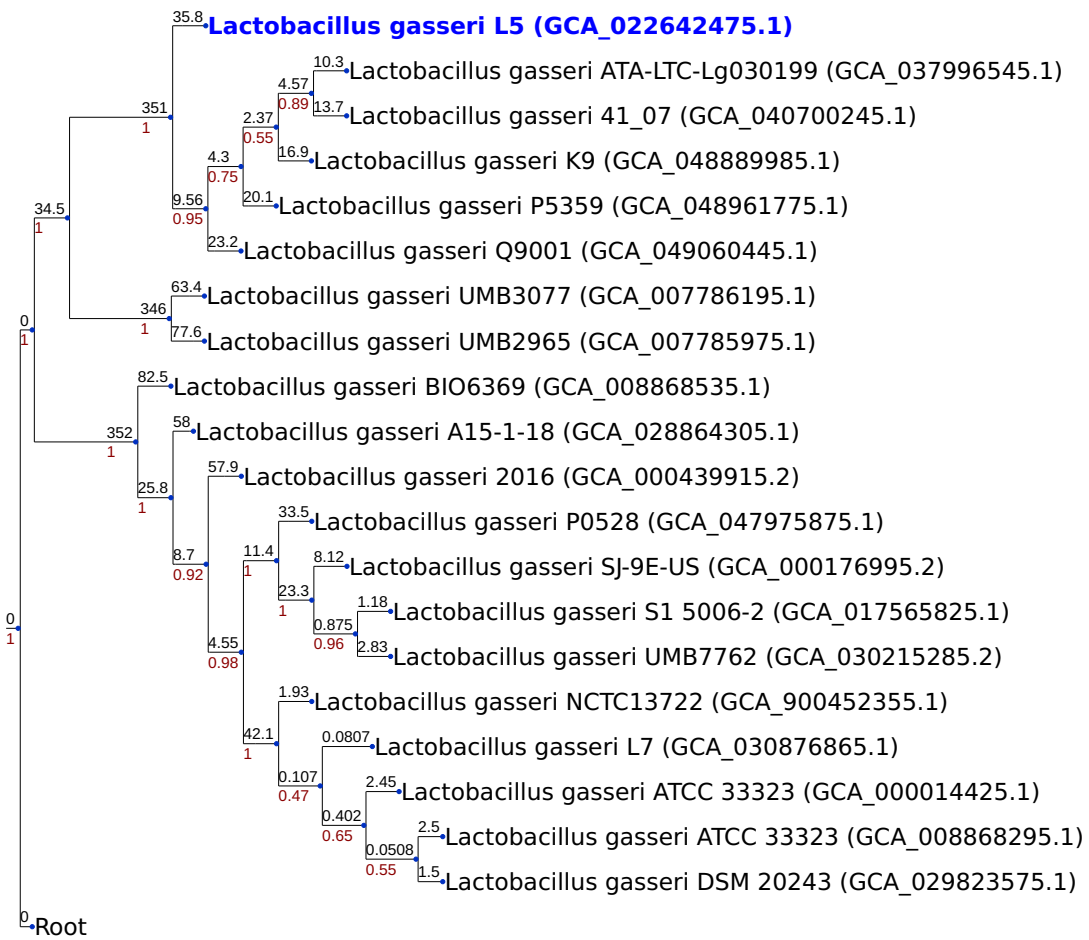 35.8
Lactobacillus gasseri L5 (GCA_022642475.1)
10.3
Lactobacillus gasseri ATA-LTC-Lg030199 (GCA_037996545.1)
4.57
0.89
351
1
13.7
Lactobacillus gasseri 41_07 (GCA_040700245.1)
2.37
0.55
4.3
0.75
16.9
Lactobacillus gasseri K9 (GCA_048889985.1)
9.56
0.95
20.1
Lactobacillus gasseri P5359 (GCA_048961775.1)
34.5
1
23.2
Lactobacillus gasseri Q9001 (GCA_049060445.1)
63.4
Lactobacillus gasseri UMB3077 (GCA_007786195.1)
346
1
0
1
77.6
Lactobacillus gasseri UMB2965 (GCA_007785975.1)
82.5
Lactobacillus gasseri BIO6369 (GCA_008868535.1)
352
1
58
Lactobacillus gasseri A15-1-18 (GCA_028864305.1)
57.9
Lactobacillus gasseri 2016 (GCA_000439915.2)
25.8
1
33.5
Lactobacillus gasseri P0528 (GCA_047975875.1)
8.7
0.92
11.4
1
8.12
Lactobacillus gasseri SJ-9E-US (GCA_000176995.2)
23.3
1
1.18
Lactobacillus gasseri S1 5006-2 (GCA_017565825.1)
0
1
0.875
0.96
4.55
0.98
2.83
Lactobacillus gasseri UMB7762 (GCA_030215285.2)
1.93
Lactobacillus gasseri NCTC13722 (GCA_900452355.1)
42.1
1
0.0807
Lactobacillus gasseri L7 (GCA_030876865.1)
0.107
0.47
2.45
Lactobacillus gasseri ATCC 33323 (GCA_000014425.1)
0.402
0.65
2.5
Lactobacillus gasseri ATCC 33323 (GCA_008868295.1)
0.0508
0.55
1.5
Lactobacillus gasseri DSM 20243 (GCA_029823575.1)
0
Root